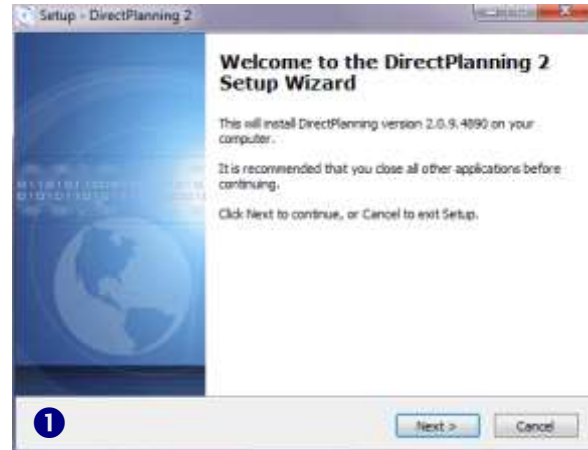 Setup - DirectPlanning 2
Welcome to the DirectPlanning 2
Setup Wizard
This will install DirectPlanning version 2.0.9.4890 on your
computer.
It is recommended that you close all other applications before
continuing.
Click Next to continue, or Cancel to exit Setup.
1
Next >
Cancel